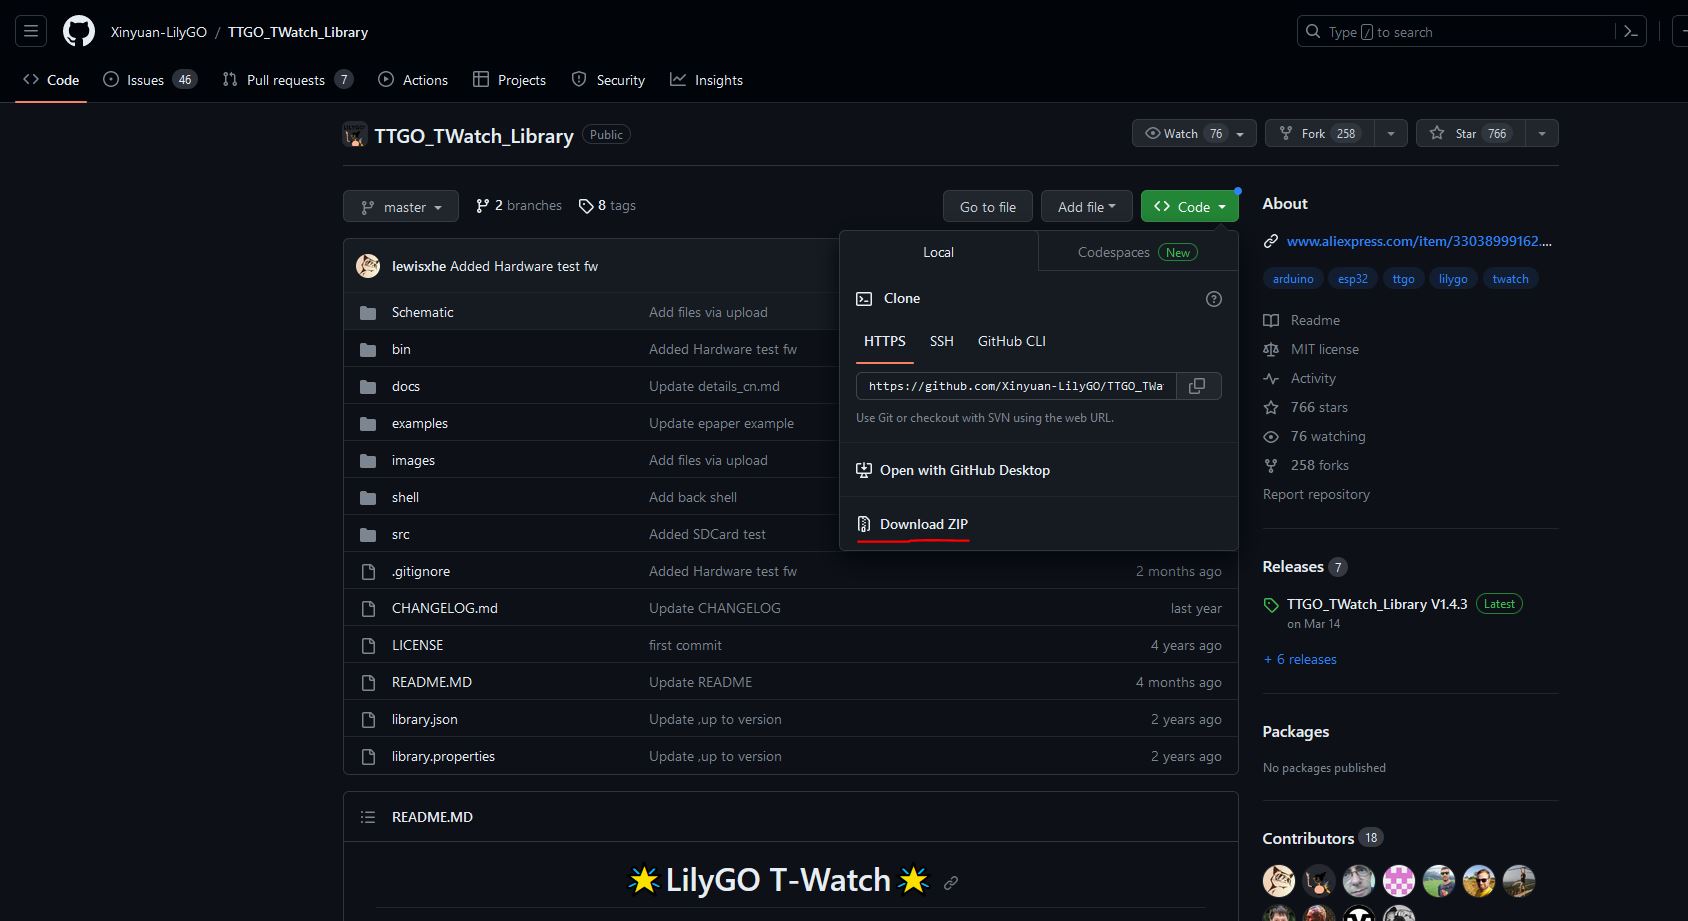 Xinyuan-LilyGO / TTGO_TWatch_Library
Type / to search
Code
Issues 46
Pull requests 7
Actions
Projects
Security
Insights
TTGO_TWatch_Library Public
Watch 76
Fork 258
Star 766
master
2 branches
8 tags
Go to file
Add file
Code
Local
Codespaces New
Clone
HTTPS SSH GitHub CLI
https://github.com/Xinyuan-LilyGO/TTGO_TWa
Use Git or checkout with SVN using the web URL.
Open with GitHub Desktop
Download ZIP
lewisxhe Added Hardware test fw
Schematic Add files via upload
bin Added Hardware test fw
docs Update details_cn.md
examples Update epaper example
images Add files via upload
shell Add back shell
src Added SDCard test
.gitignore Added Hardware test fw 2 months ago
CHANGELOG.md Update CHANGELOG last year
LICENSE first commit 4 years ago
README.MD Update README 4 months ago
library.json Update ,up to version 2 years ago
library.properties Update ,up to version 2 years ago
README.MD
LilyGO T-Watch
About
www.aliexpress.com/item/33038999162....
arduino esp32 ttgo lilygo twatch
Readme
MIT license
Activity
766 stars
76 watching
258 forks
Report repository
Releases 7
TTGO_TWatch_Library V1.4.3 Latest
on Mar 14
+ 6 releases
Packages
No packages published
Contributors 18